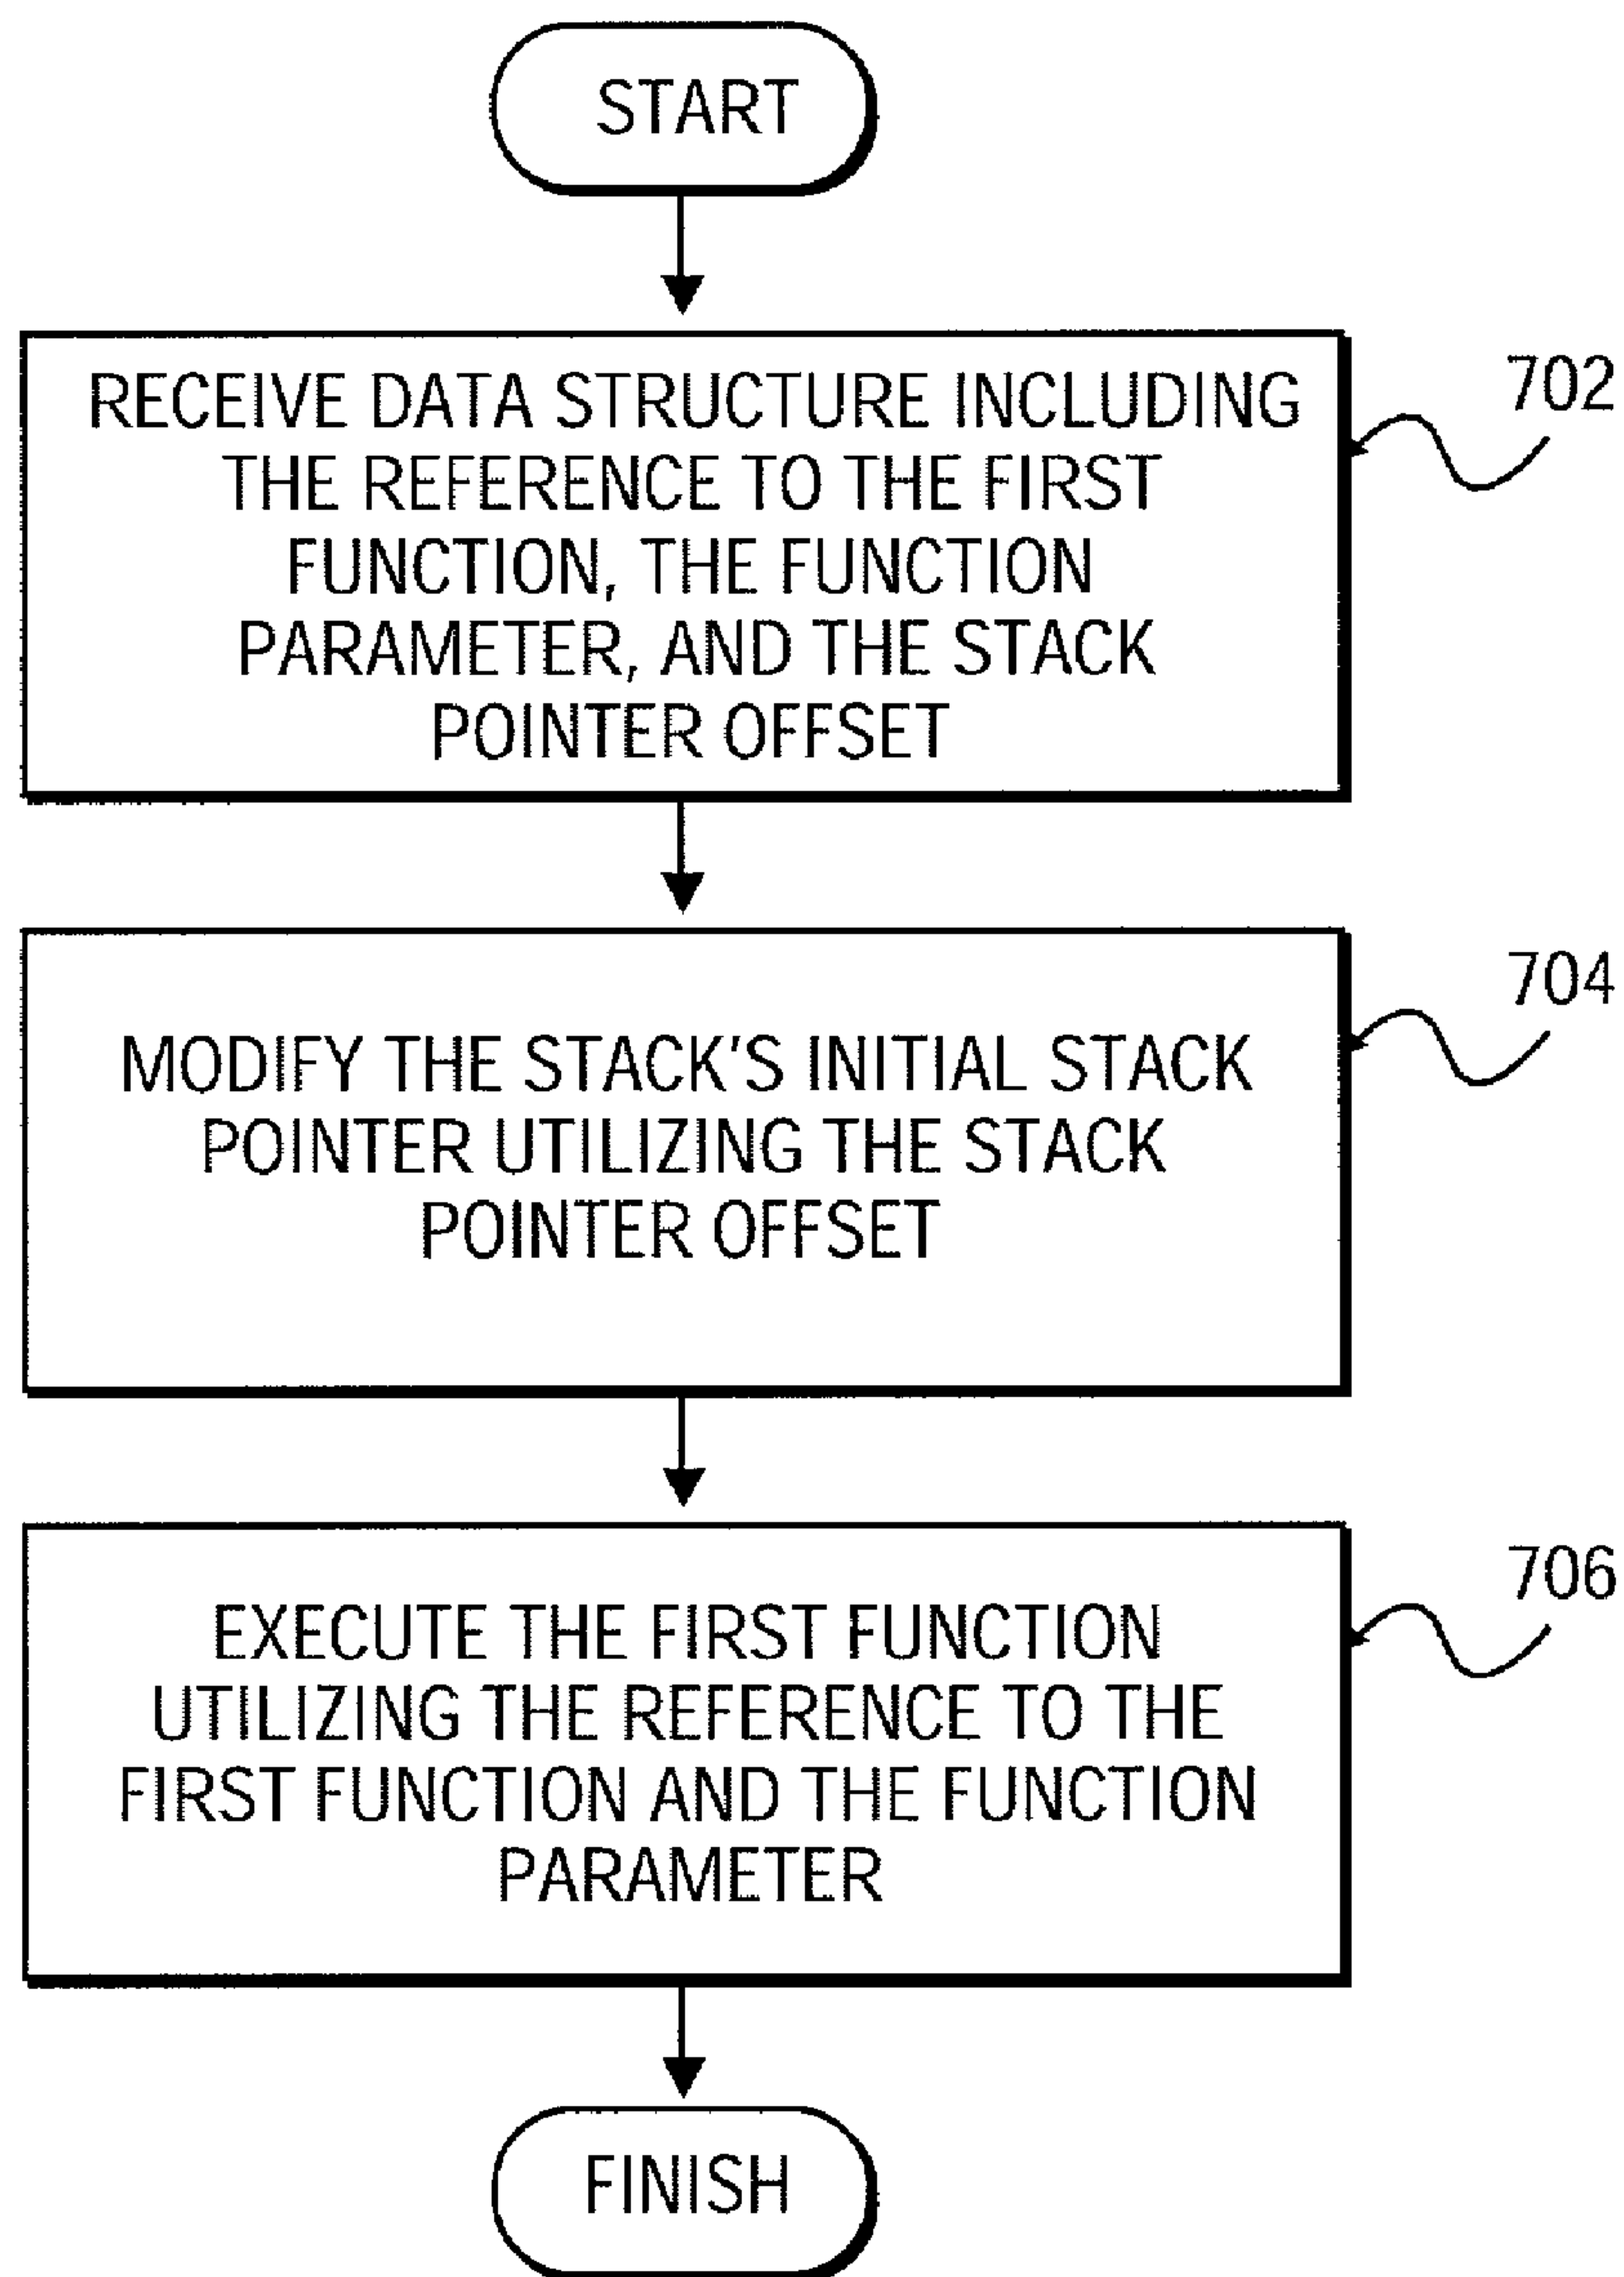 START
RECEIVE DATA STRUCTURE INCLUDING
THE REFERENCE TO THE FIRST
FUNCTION, THE FUNCTION
PARAMETER, AND THE STACK
POINTER OFFSET
702
MODIFY THE STACK'S INITIAL STACK
POINTER UTILIZING THE STACK
POINTER OFFSET
704
EXECUTE THE FIRST FUNCTION
UTILIZING THE REFERENCE TO THE
FIRST FUNCTION AND THE FUNCTION
PARAMETER
706
FINISH